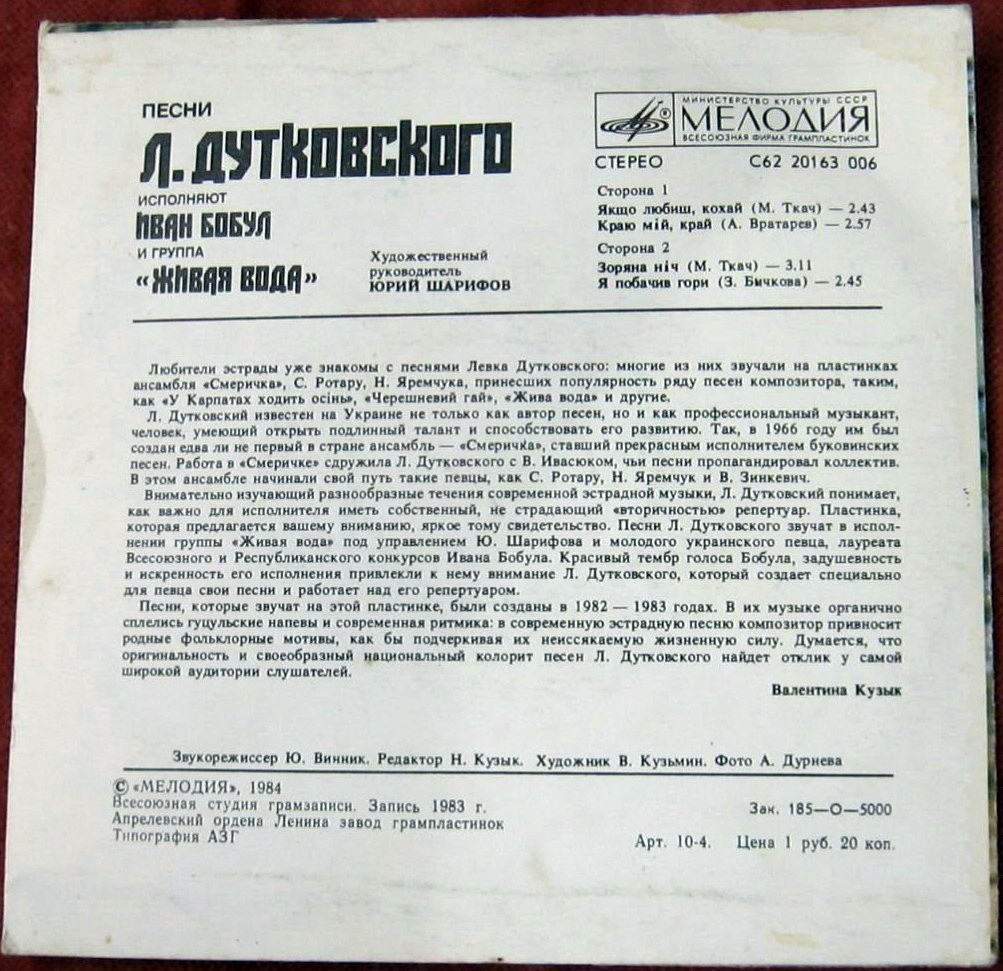 ПЕСНИ
Л. ДУТКОВСКОГО
ИСПОЛНЯЮТ
ИВАН БОБУЛ
И ГРУППА
«ЖИВАЯ ВОДА»
Художественный
руководитель
ЮРИЙ ШАРИФОВ
МИНИСТЕРСТВО КУЛЬТУРЫ СССР
МЕЛОДИЯ
ВСЕСОЮЗНАЯ ФИРМА ГРАМПЛАСТИНОК
СТЕРЕО С62 20163 006
Сторона 1
Якщо любиш, кохай (М. Ткач) — 2.43
Краю мій, край (А. Вратарев) — 2.57
Сторона 2
Зоряна ніч (М. Ткач) — 3.11
Я побачив гори (З. Бычкова) — 2.45
Любители эстрады уже знакомы с песнями Левка Дутковского: многие из них звучали на пластинках
ансамбля «Смеричка», С. Ротару, Н. Яремчука, принесших популярность ряду песен композитора, таким,
как «У Карпатах ходить осінь», «Черешневий гай», «Жива вода» и другие.
Л. Дутковский известен на Украине не только как автор песен, но и как профессиональный музыкант,
человек, умеющий открыть подлинный талант и способствовать его развитию. Так, в 1966 году им был
создан едва ли не первый в стране ансамбль — «Смеричка», ставший прекрасным исполнителем буковинских
песен. Работа в «Смеричке» сдружила Л. Дутковского с В. Ивасюком, чьи песни пропагандировал коллектив.
В этом ансамбле начинали свой путь такие певцы, как С. Ротару, Н. Яремчук и В. Зинкевич.
Внимательно изучающий разнообразные течения современной эстрадной музыки, Л. Дутковский понимает,
как важно для исполнителя иметь собственный, не страдающий «вторичностью» репертуар. Пластинка,
которая предлагается вашему вниманию, яркое тому свидетельство. Песни Л. Дутковского звучат в испол-
нении группы «Живая вода» под управлением Ю. Шарифова и молодого украинского певца, лауреата
Всесоюзного и Республиканского конкурсов Ивана Бобула. Красивый тембр голоса Бобула, задушевность
и искренность его исполнения привлекли к нему внимание Л. Дутковского, который создает специально
для певца свои песни и работает над его репертуаром.
Песни, которые звучат на этой пластинке, были созданы в 1982 — 1983 годах. В их музыке органично
сплелись гуцульские напевы и современная ритмика: в современную эстрадную песню композитор привносит
родные фольклорные мотивы, как бы подчеркивая их неиссякаемую жизненную силу. Думается, что
оригинальность и своеобразный национальный колорит песен Л. Дутковского найдет отклик у самой
широкой аудитории слушателей.
Валентина Кузык
Звукорежиссер Ю. Винник. Редактор Н. Кузык. Художник В. Кузьмин. Фото А. Дурнева
© «МЕЛОДИЯ», 1984
Всесоюзная студия грамзаписи. Запись 1983 г.
Апрелевский ордена Ленина завод грампластинок
Типография АЗГ
Зак. 185—О—5000
Арт. 10-4. Цена 1 руб. 20 коп.